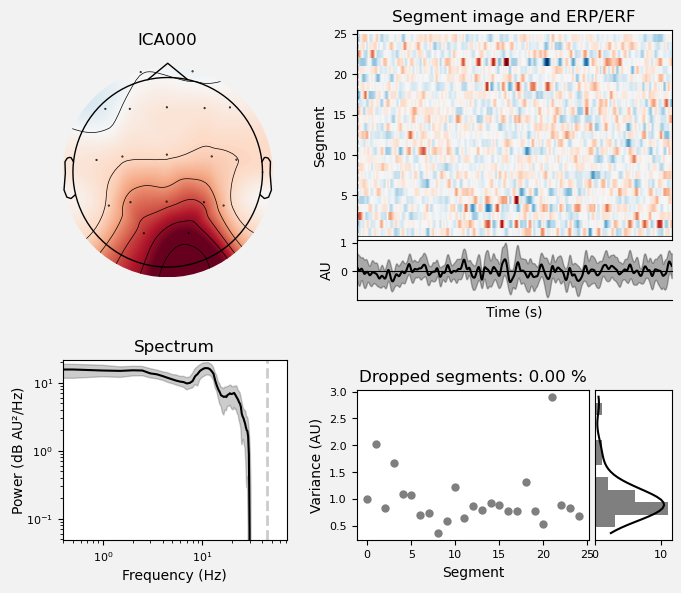 ICA000
Segment image and ERP/ERF
25
20
15
10
5
Segment
1
0
AU
Time (s)
Spectrum
10¹
10⁰
10⁻¹
Power (dB AU²/Hz)
10⁰ 10¹
Frequency (Hz)
Dropped segments: 0.00 %
3.0
2.5
2.0
1.5
1.0
0.5
Variance (AU)
0 5 10 15 20 25
Segment
0 10